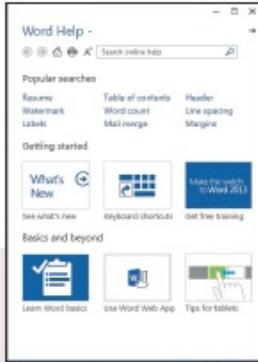 Word Help -
Search online help
Popular searches
Resume Table of contents Header
Watermark Word count Line spacing
Labels Mail merge Margins
Getting started
What's New
Make the switch to Word 2013
See what's new Keyboard shortcuts Get free training
Basics and beyond
Learn Word basics Use Word Web App Tips for tablets